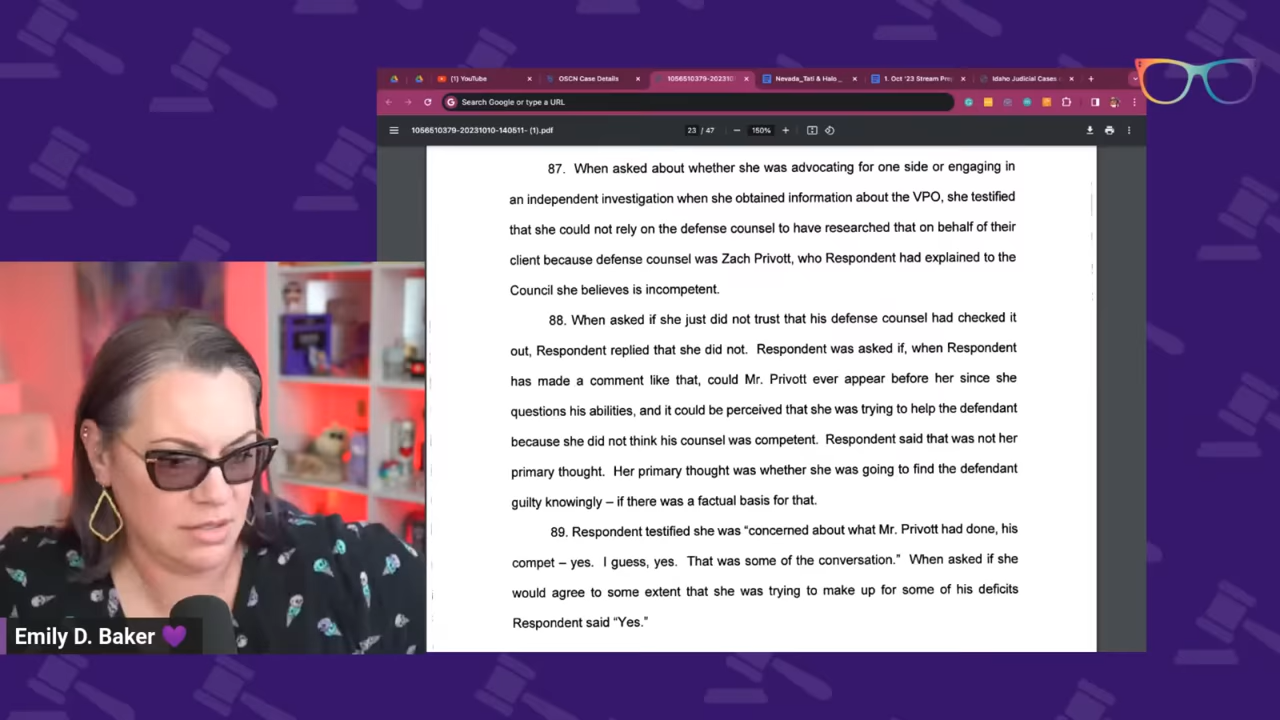 (1) YouTube
OSCN Case Details
1056510379-202310
Nevada_Tati & Halo _
1. Oct '23 Stream Pre
Idaho Judicial Cases
Search Google or type a URL
1056510379-20231010-140511- (1).pdf
23 / 47
150%
87. When asked about whether she was advocating for one side or engaging in
an independent investigation when she obtained information about the VPO, she testified
that she could not rely on the defense counsel to have researched that on behalf of their
client because defense counsel was Zach Privott, who Respondent had explained to the
Council she believes is incompetent.
88. When asked if she just did not trust that his defense counsel had checked it
out, Respondent replied that she did not. Respondent was asked if, when Respondent
has made a comment like that, could Mr. Privott ever appear before her since she
questions his abilities, and it could be perceived that she was trying to help the defendant
because she did not think his counsel was competent. Respondent said that was not her
primary thought. Her primary thought was whether she was going to find the defendant
guilty knowingly – if there was a factual basis for that.
89. Respondent testified she was “concerned about what Mr. Privott had done, his
compet – yes. I guess, yes. That was some of the conversation.” When asked if she
would agree to some extent that she was trying to make up for some of his deficits
Respondent said “Yes.”
Emily D. Baker 💜